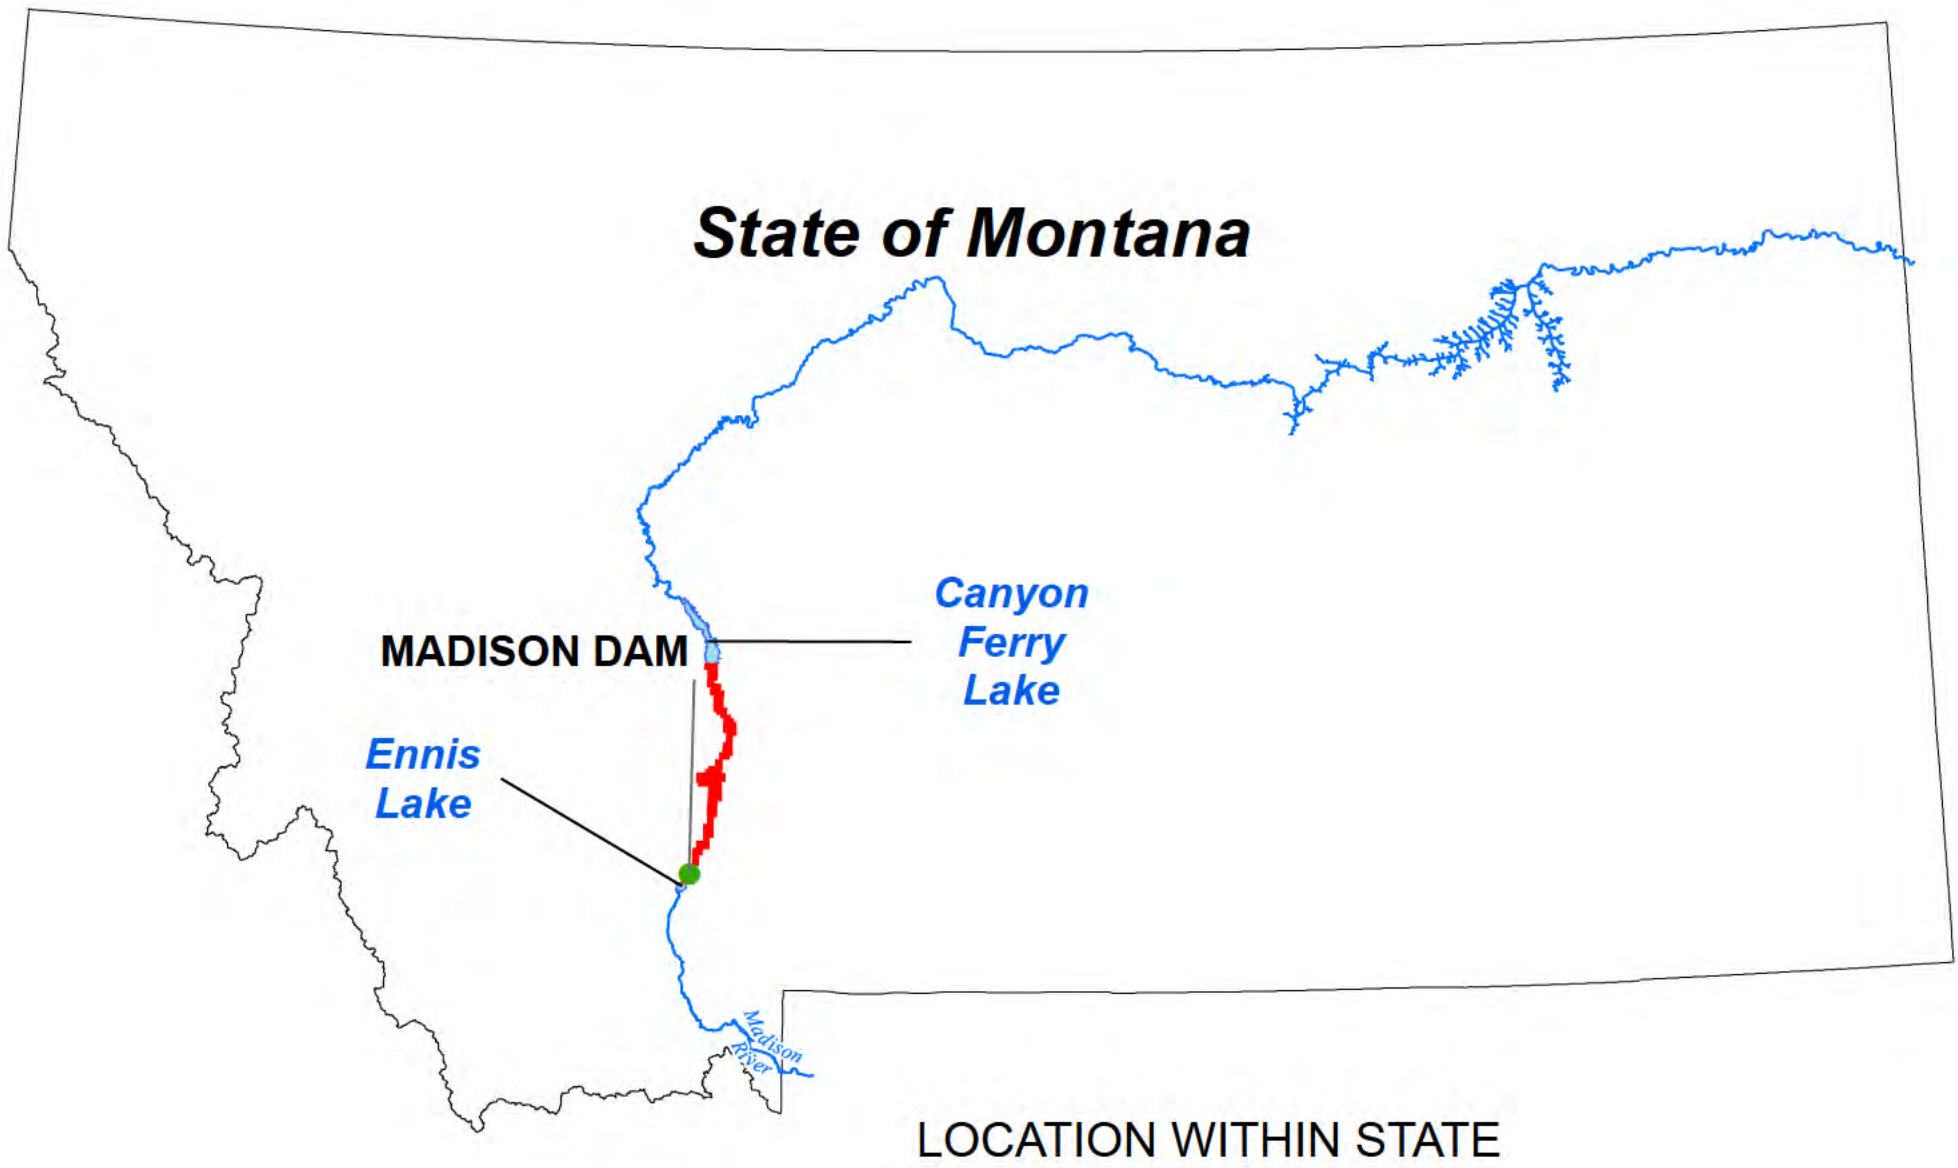 State of Montana
Canyon
Ferry
Lake
MADISON DAM
Ennis
Lake
Madison
River
LOCATION WITHIN STATE